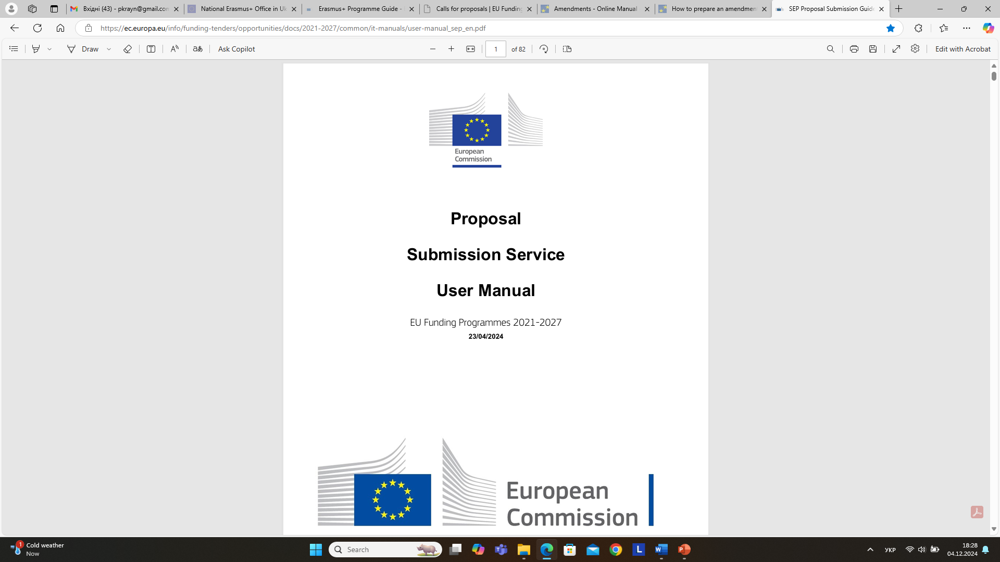 Вхідні (43) - pkrayn@gmail.con
National Erasmus+ Office in Uk
Erasmus+ Programme Guide -
Calls for proposals | EU Funding
Amendments - Online Manual
How to prepare an amendmen
SEP Proposal Submission Guide
https://ec.europa.eu/info/funding-tenders/opportunities/docs/2021-2027/common/it-manuals/user-manual_sep_en.pdf
Draw
aあ
Ask Copilot
1 of 82
Edit with Acrobat
European
Commission
Proposal
Submission Service
User Manual
EU Funding Programmes 2021-2027
23/04/2024
European
Commission
1
Cold weather
Now
Search
УКР
18:28
04.12.2024